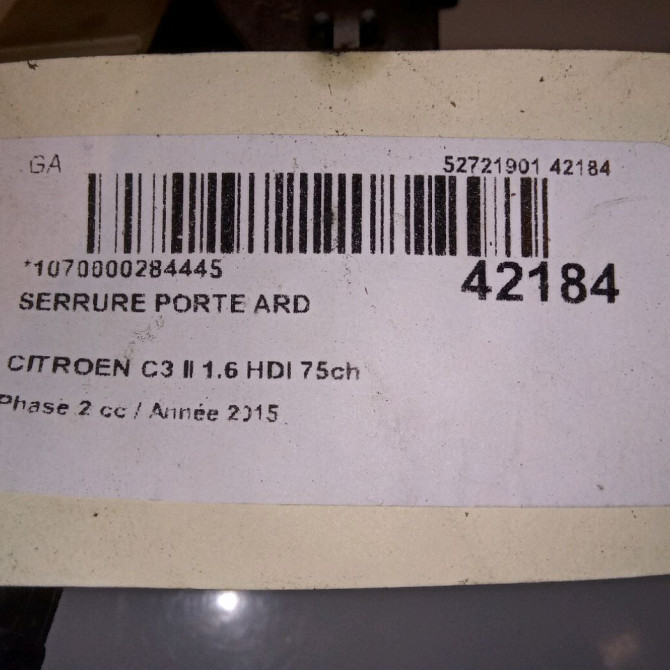 GA
52721901 42184
*1070000284445
42184
SERRURE PORTE ARD
CITROEN C3 II 1.6 HDI 75ch
Phase 2 cc / Année 2015